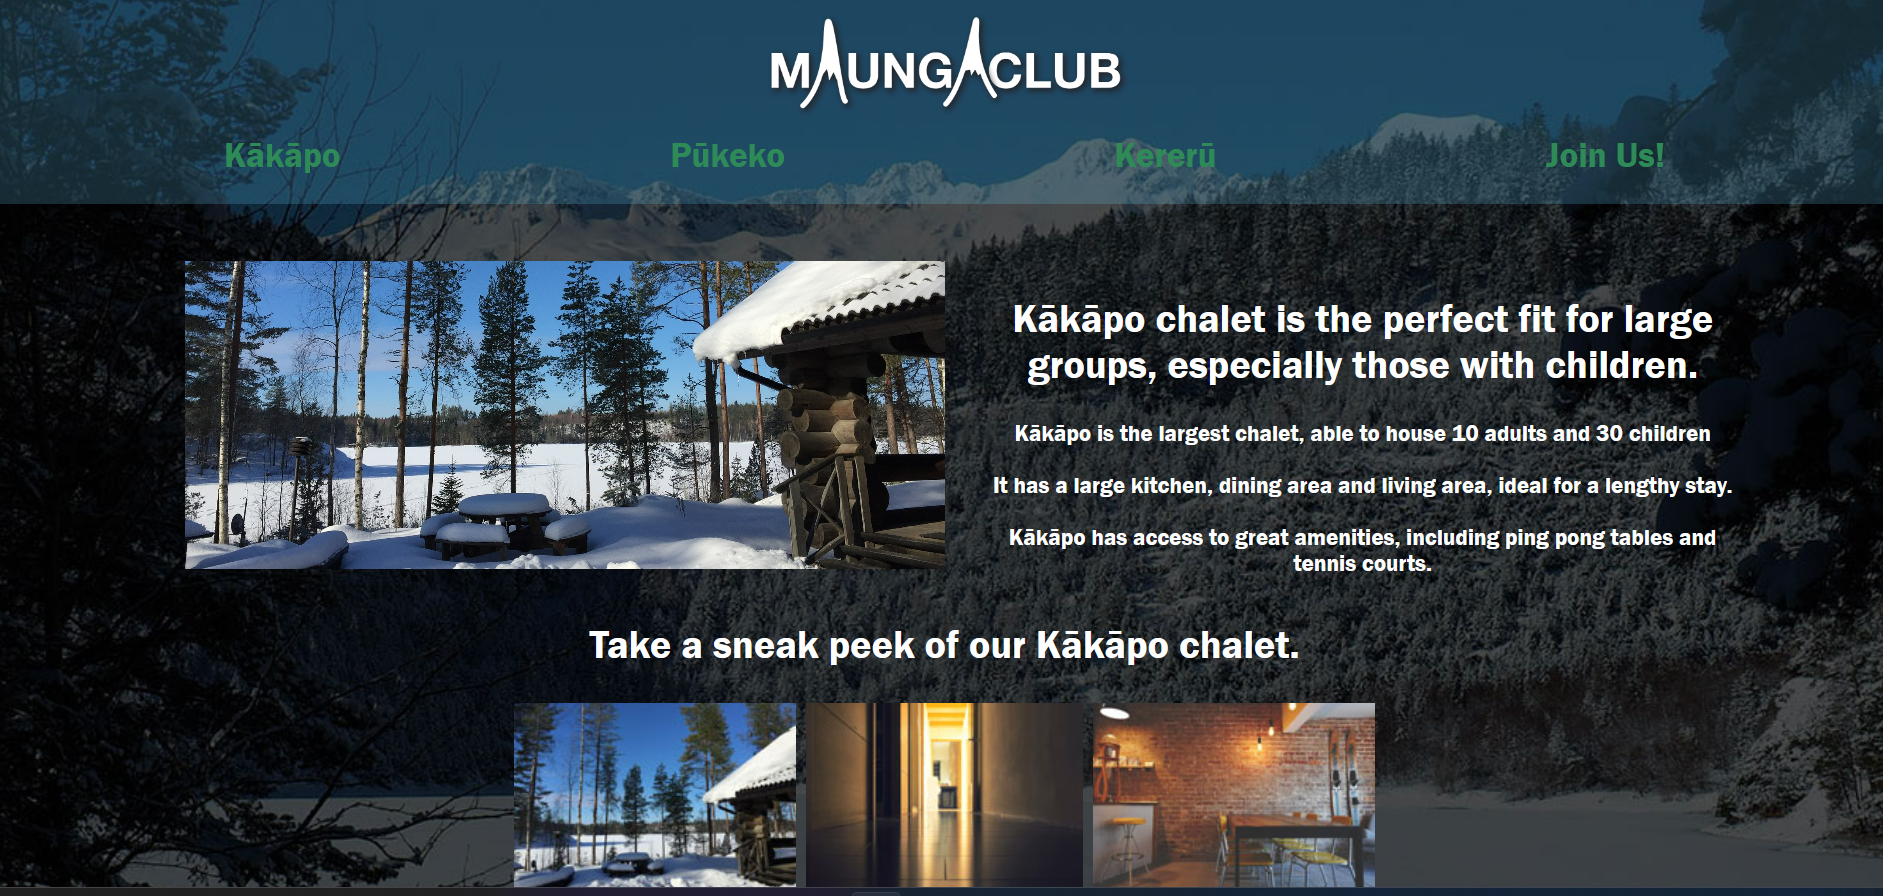 MAUNGACLUB
Kākāpo Pūkeko Kererū Join Us!
Kākāpo chalet is the perfect fit for large
groups, especially those with children.
Kākāpo is the largest chalet, able to house 10 adults and 30 children
It has a large kitchen, dining area and living area, ideal for a lengthy stay.
Kākāpo has access to great amenities, including ping pong tables and
tennis courts.
Take a sneak peek of our Kākāpo chalet.